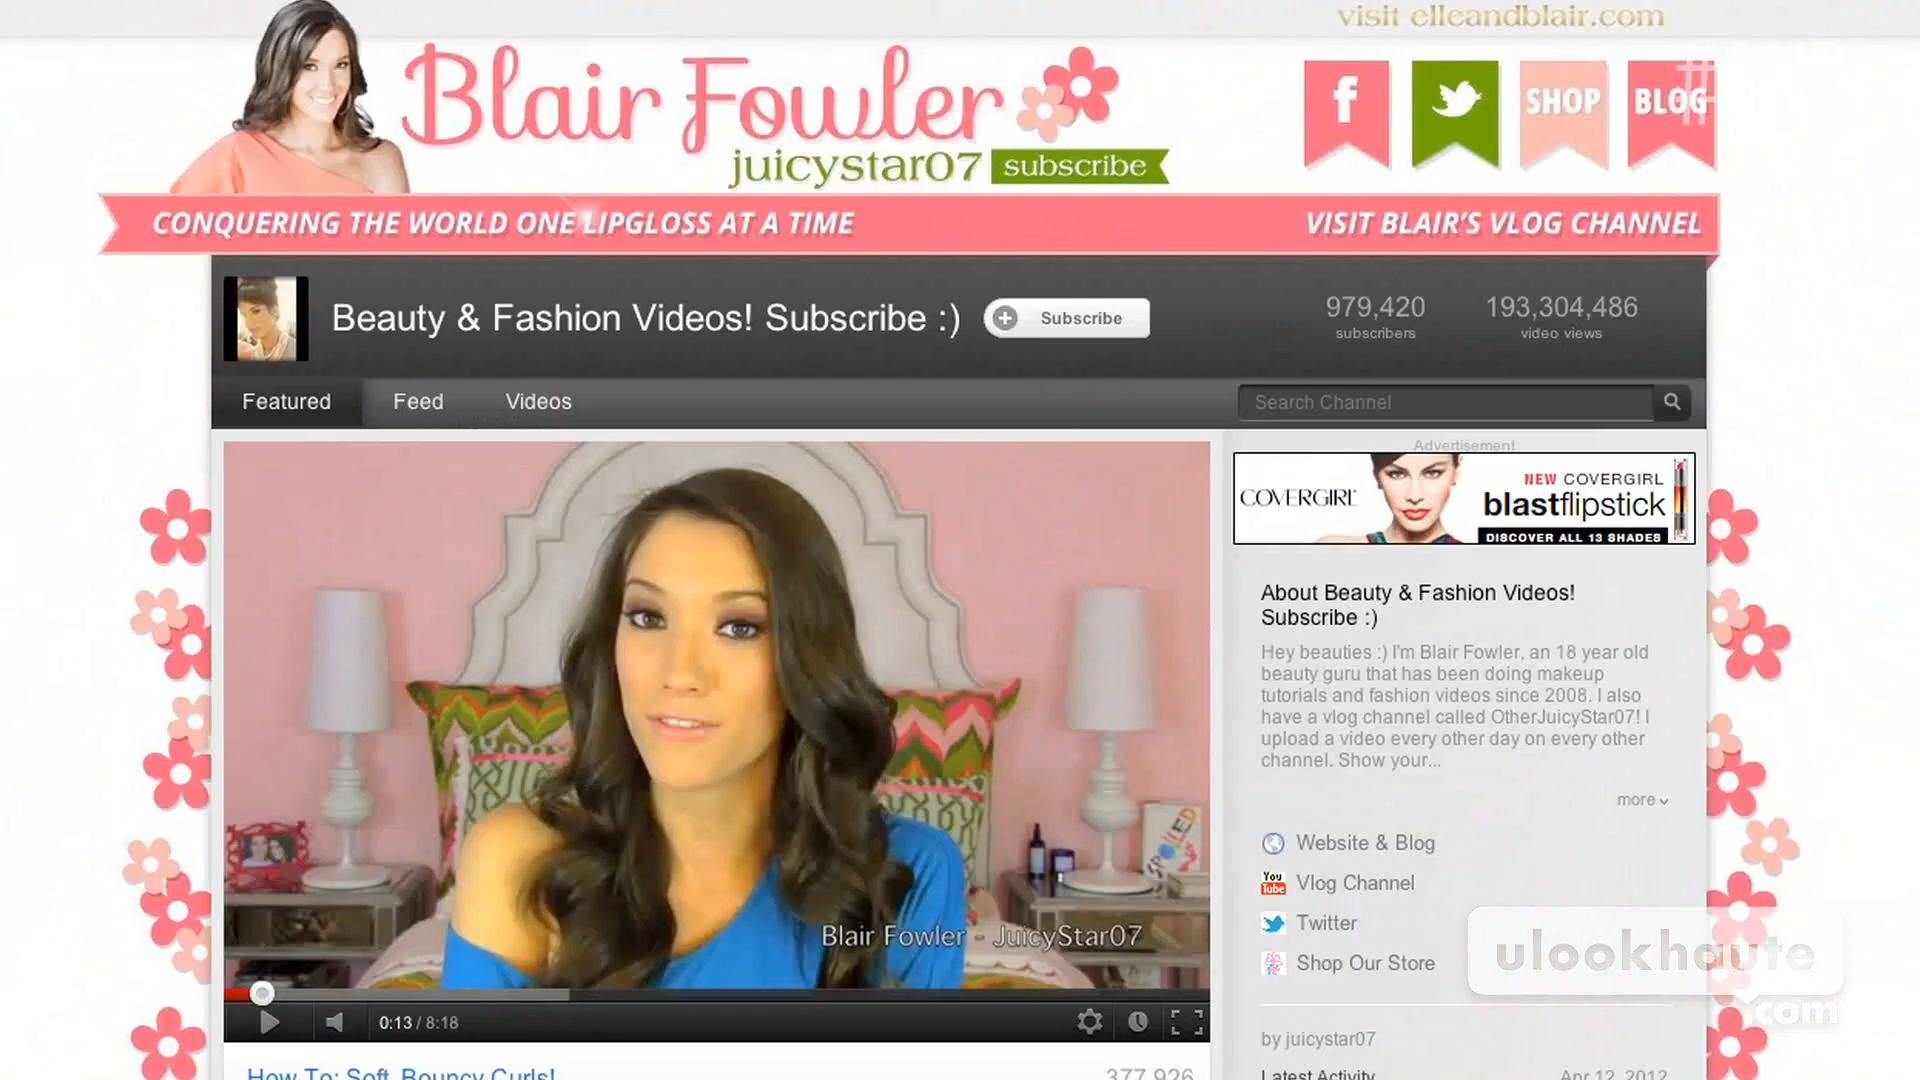 visit elleandblair.com
Blair Fowler
juicystar07 subscribe
f
SHOP
BLOG
#
CONQUERING THE WORLD ONE LIPGLOSS AT A TIME
VISIT BLAIR'S VLOG CHANNEL
Beauty & Fashion Videos! Subscribe :)
Subscribe
979,420
subscribers
193,304,486
video views
Featured
Feed
Videos
Search Channel
SPOILED
Blair Fowler - JuicyStar07
0:13 / 8:18
How To: Soft, Bouncy Curls!
377,926
Advertisement
COVERGIRL
NEW COVERGIRL
blastflipstick
DISCOVER ALL 13 SHADES
About Beauty & Fashion Videos!
Subscribe :)
Hey beauties :) I'm Blair Fowler, an 18 year old
beauty guru that has been doing makeup
tutorials and fashion videos since 2008. I also
have a vlog channel called OtherJuicyStar07! I
upload a video every other day on every other
channel. Show your...
more
Website & Blog
You
Tube
Vlog Channel
Twitter
Shop Our Store
ulookhaute
.com
by juicystar07
Latest Activity
Apr 12, 2012